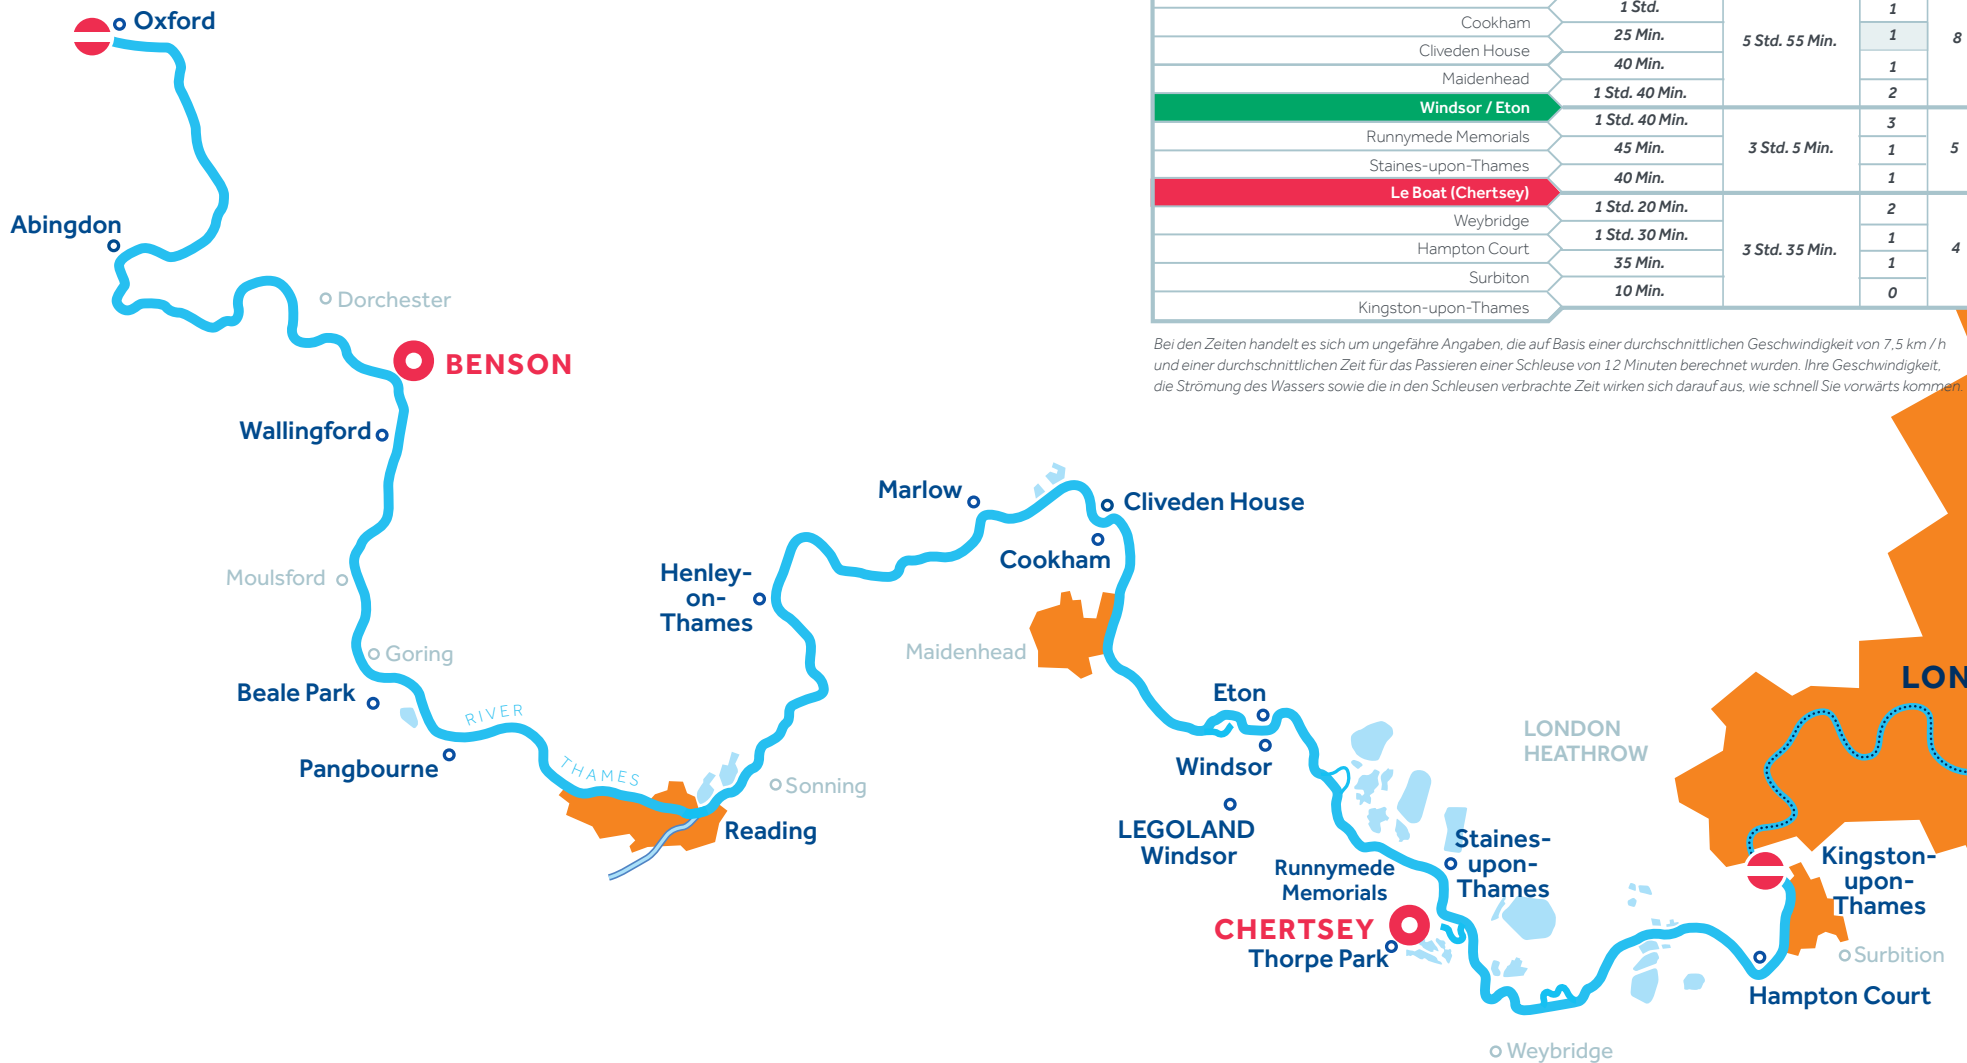 Oxford
1 Std.
1
Cookham
25 Min.
5 Std. 55 Min.
1
8
Cliveden House
40 Min.
1
Maidenhead
1 Std. 40 Min.
2
Windsor / Eton
1 Std. 40 Min.
3
Runnymede Memorials
45 Min.
3 Std. 5 Min.
1
5
Staines-upon-Thames
40 Min.
1
Le Boat (Chertsey)
1 Std. 20 Min.
2
Weybridge
1 Std. 30 Min.
3 Std. 35 Min.
1
4
Hampton Court
35 Min.
1
Surbiton
10 Min.
0
Kingston-upon-Thames
Bei den Zeiten handelt es sich um ungefähre Angaben, die auf Basis einer durchschnittlichen Geschwindigkeit von 7,5 km / h
und einer durchschnittlichen Zeit für das Passieren einer Schleuse von 12 Minuten berechnet wurden. Ihre Geschwindigkeit,
die Strömung des Wassers sowie die in den Schleusen verbrachte Zeit wirken sich darauf aus, wie schnell Sie vorwärts kommen.
Abingdon
Dorchester
BENSON
Wallingford
Marlow
Cliveden House
Cookham
Moulsford
Henley-
on-
Thames
Goring
Maidenhead
Beale Park
RIVER
THAMES
Pangbourne
Sonning
Reading
Eton
Windsor
LEGOLAND
Windsor
LONDON
HEATHROW
LON
Runnymede
Memorials
Staines-
upon-
Thames
CHERTSEY
Thorpe Park
Kingston-
upon-
Thames
Surbition
Hampton Court
Weybridge